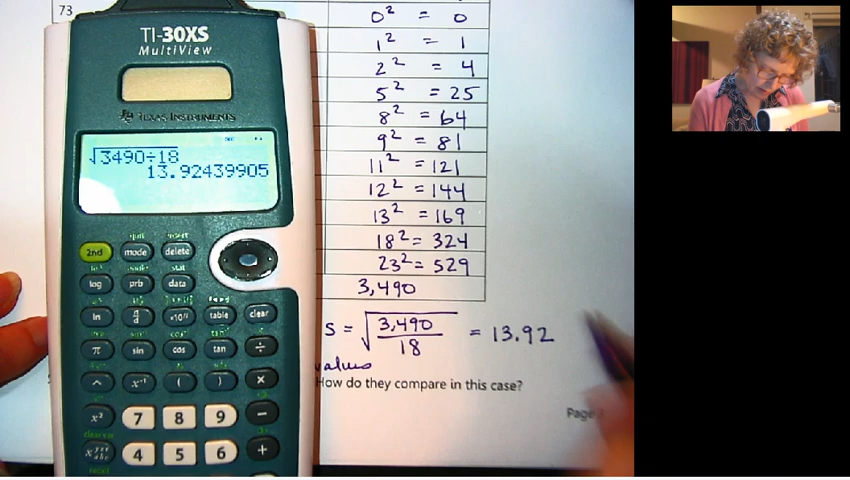 73
TI-30XS
MultiView
TEXAS INSTRUMENTS
√3490÷18
13.92439905
2nd mode delete
log prb data
ln n/d ×10ⁿ table clear
π sin cos tan ÷
^ x⁻¹ ( ) ×
x² 7 8 9 −
4 5 6 +
0² = 0
1² = 1
2² = 4
5² = 25
8² = 64
9² = 81
11² = 121
12² = 144
13² = 169
18² = 324
23² = 529
3,490
S = √3,490/18 = 13.92
values
How do they compare in this case?
Page